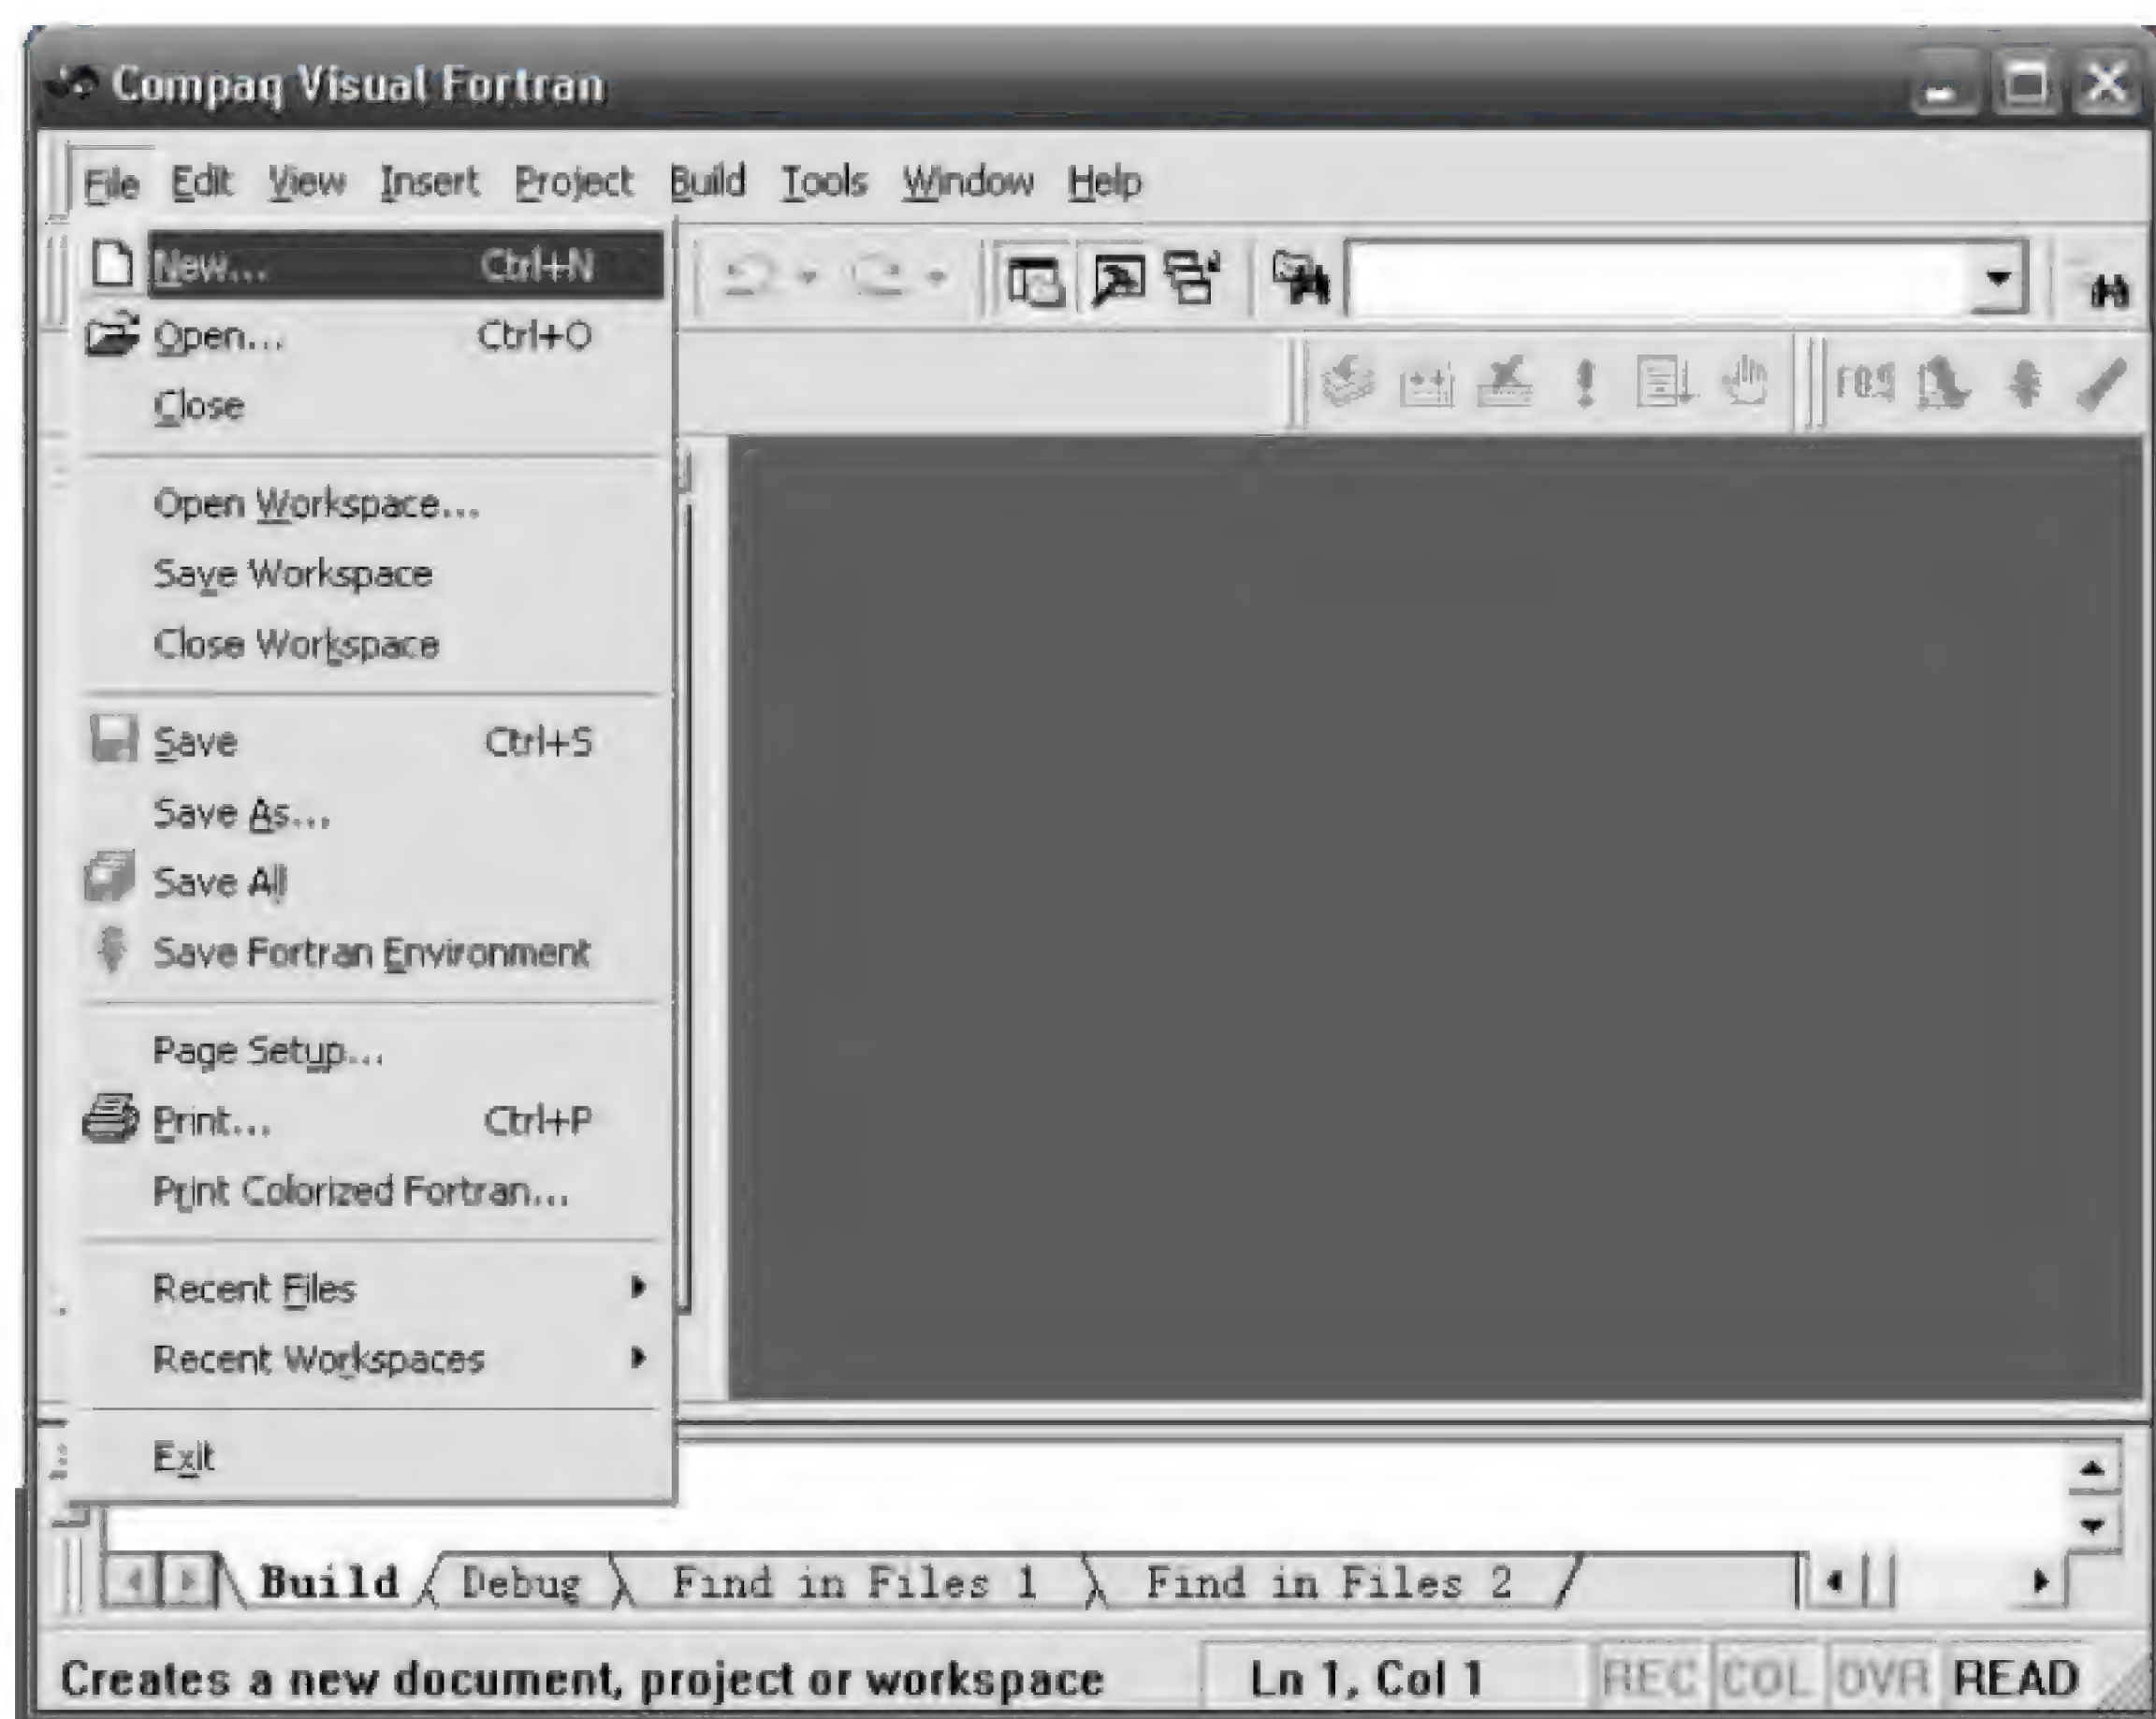 Compaq Visual Fortran
File Edit View Insert Project Build Tools Window Help
New... Ctrl+N
Open... Ctrl+O
Close
Open Workspace...
Save Workspace
Close Workspace
Save Ctrl+S
Save As...
Save All
Save Fortran Environment
Page Setup...
Print... Ctrl+P
Print Colorized Fortran...
Recent Files
Recent Workspaces
Exit
Build Debug Find in Files 1 Find in Files 2
Creates a new document, project or workspace Ln 1, Col 1 REC COL OVR READ